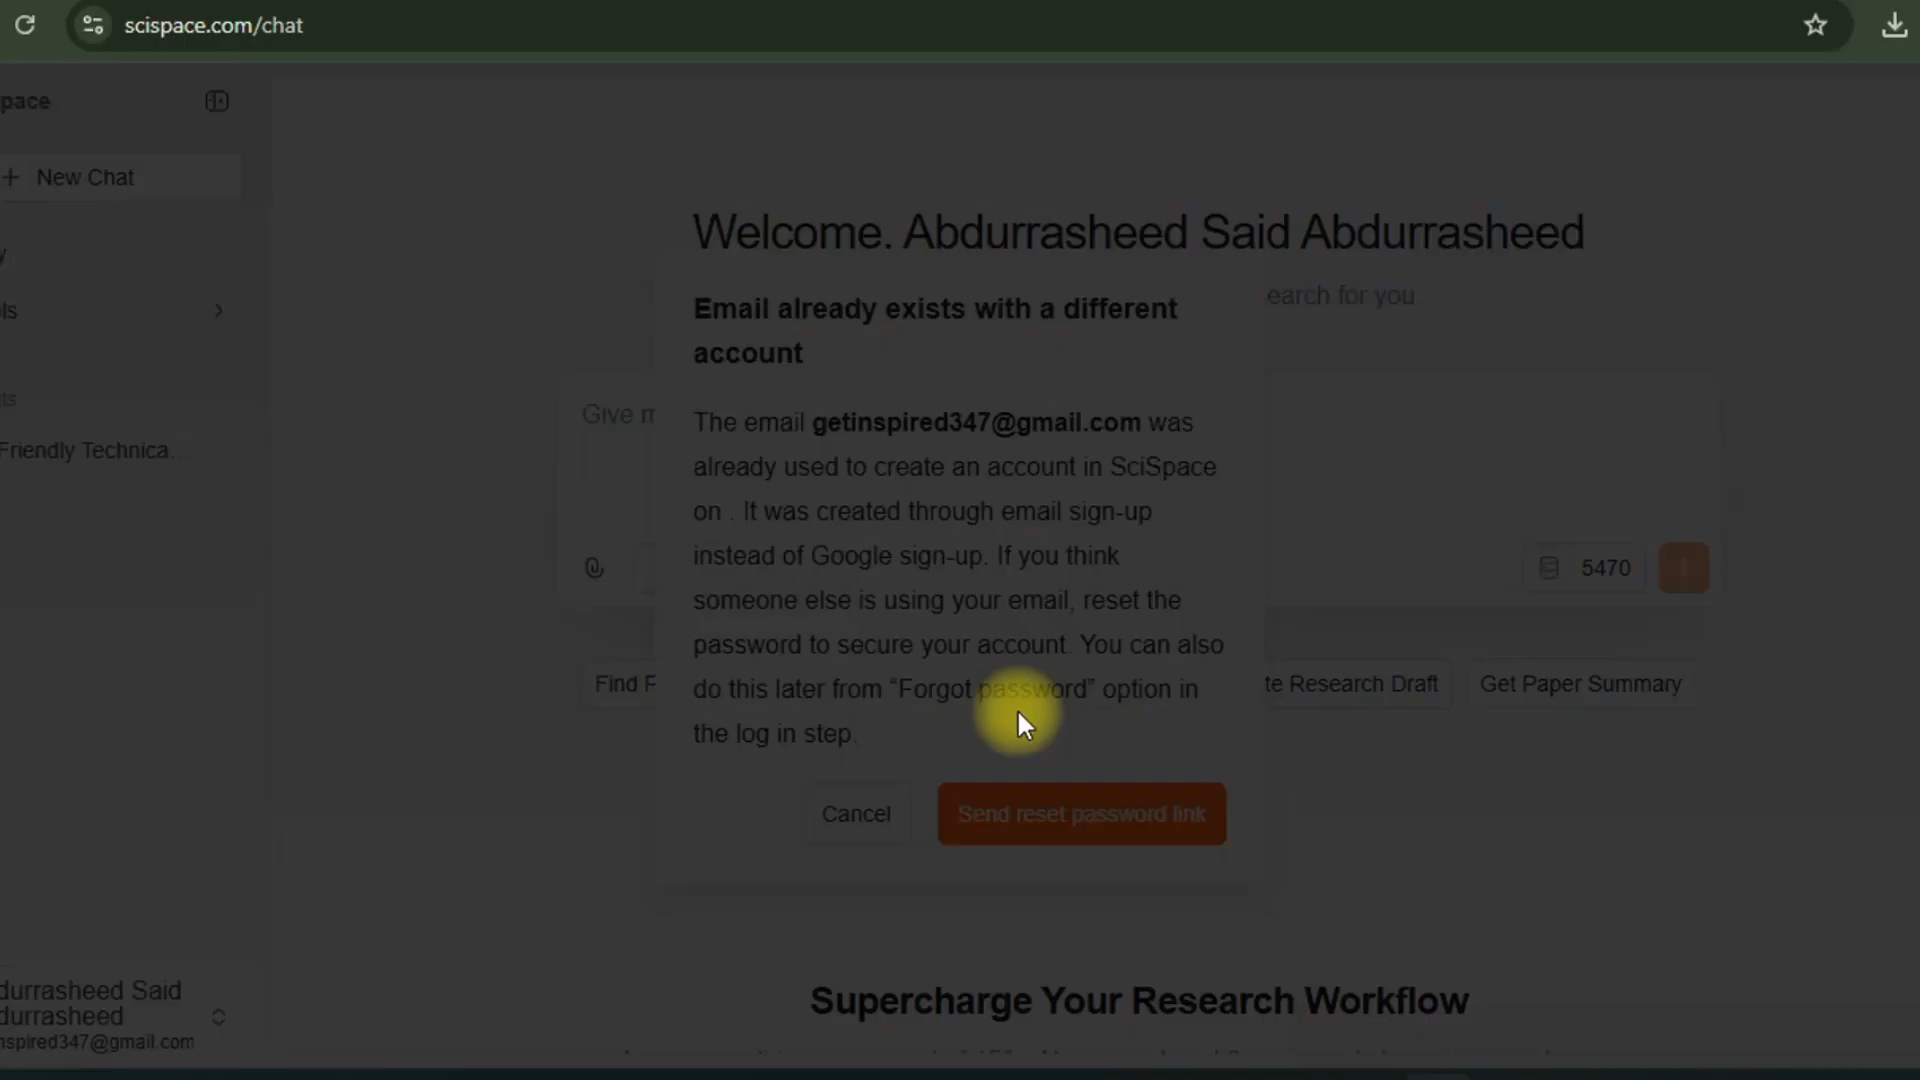 scispace.com/chat
pace
New Chat
Welcome. Abdurrasheed Said Abdurrasheed
y
ls
earch for you
Email already exists with a different
account
ts
Give m
The email getinspired347@gmail.com was
already used to create an account in SciSpace
on . It was created through email sign-up
instead of Google sign-up. If you think
someone else is using your email, reset the
password to secure your account. You can also
do this later from “Forgot password” option in
the log in step.
Friendly Technica...
5470
Find F
te Research Draft
Get Paper Summary
Cancel
Send reset password link
Supercharge Your Research Workflow
durrasheed Said
durrasheed
nspired347@gmail.com